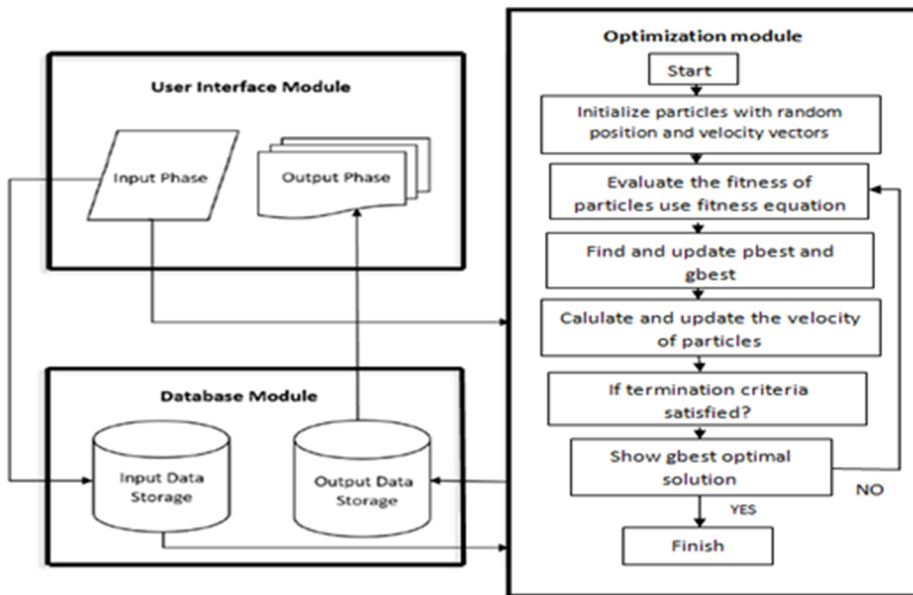 User Interface Module
Input Phase
Output Phase
Database Module
Input Data
Storage
Output Data
Storage
Optimization module
Start
Initialize particles with random
position and velocity vectors
Evaluate the fitness of
particles use fitness equation
Find and update pbest and
gbest
Calulate and update the velocity
of particles
If termination criteria
satisfied?
Show gbest optimal
solution
NO
YES
Finish